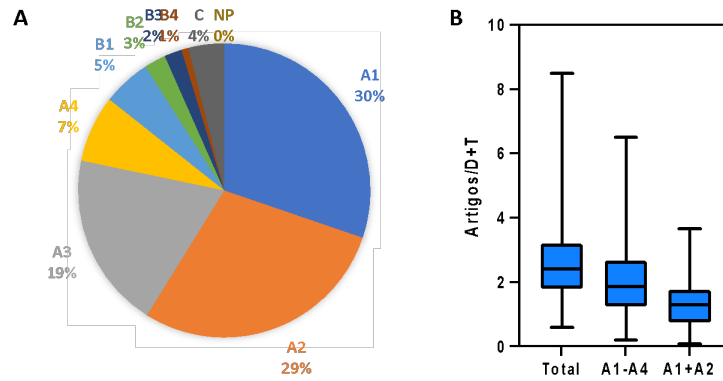 A
A1
30%
A2
29%
A3
19%
A4
7%
B1
5%
B2
3%
B3
2%
B4
1%
C
4%
NP
0%
B
Artigos/D+T
10
8
6
4
2
0
Total A1-A4 A1+A2